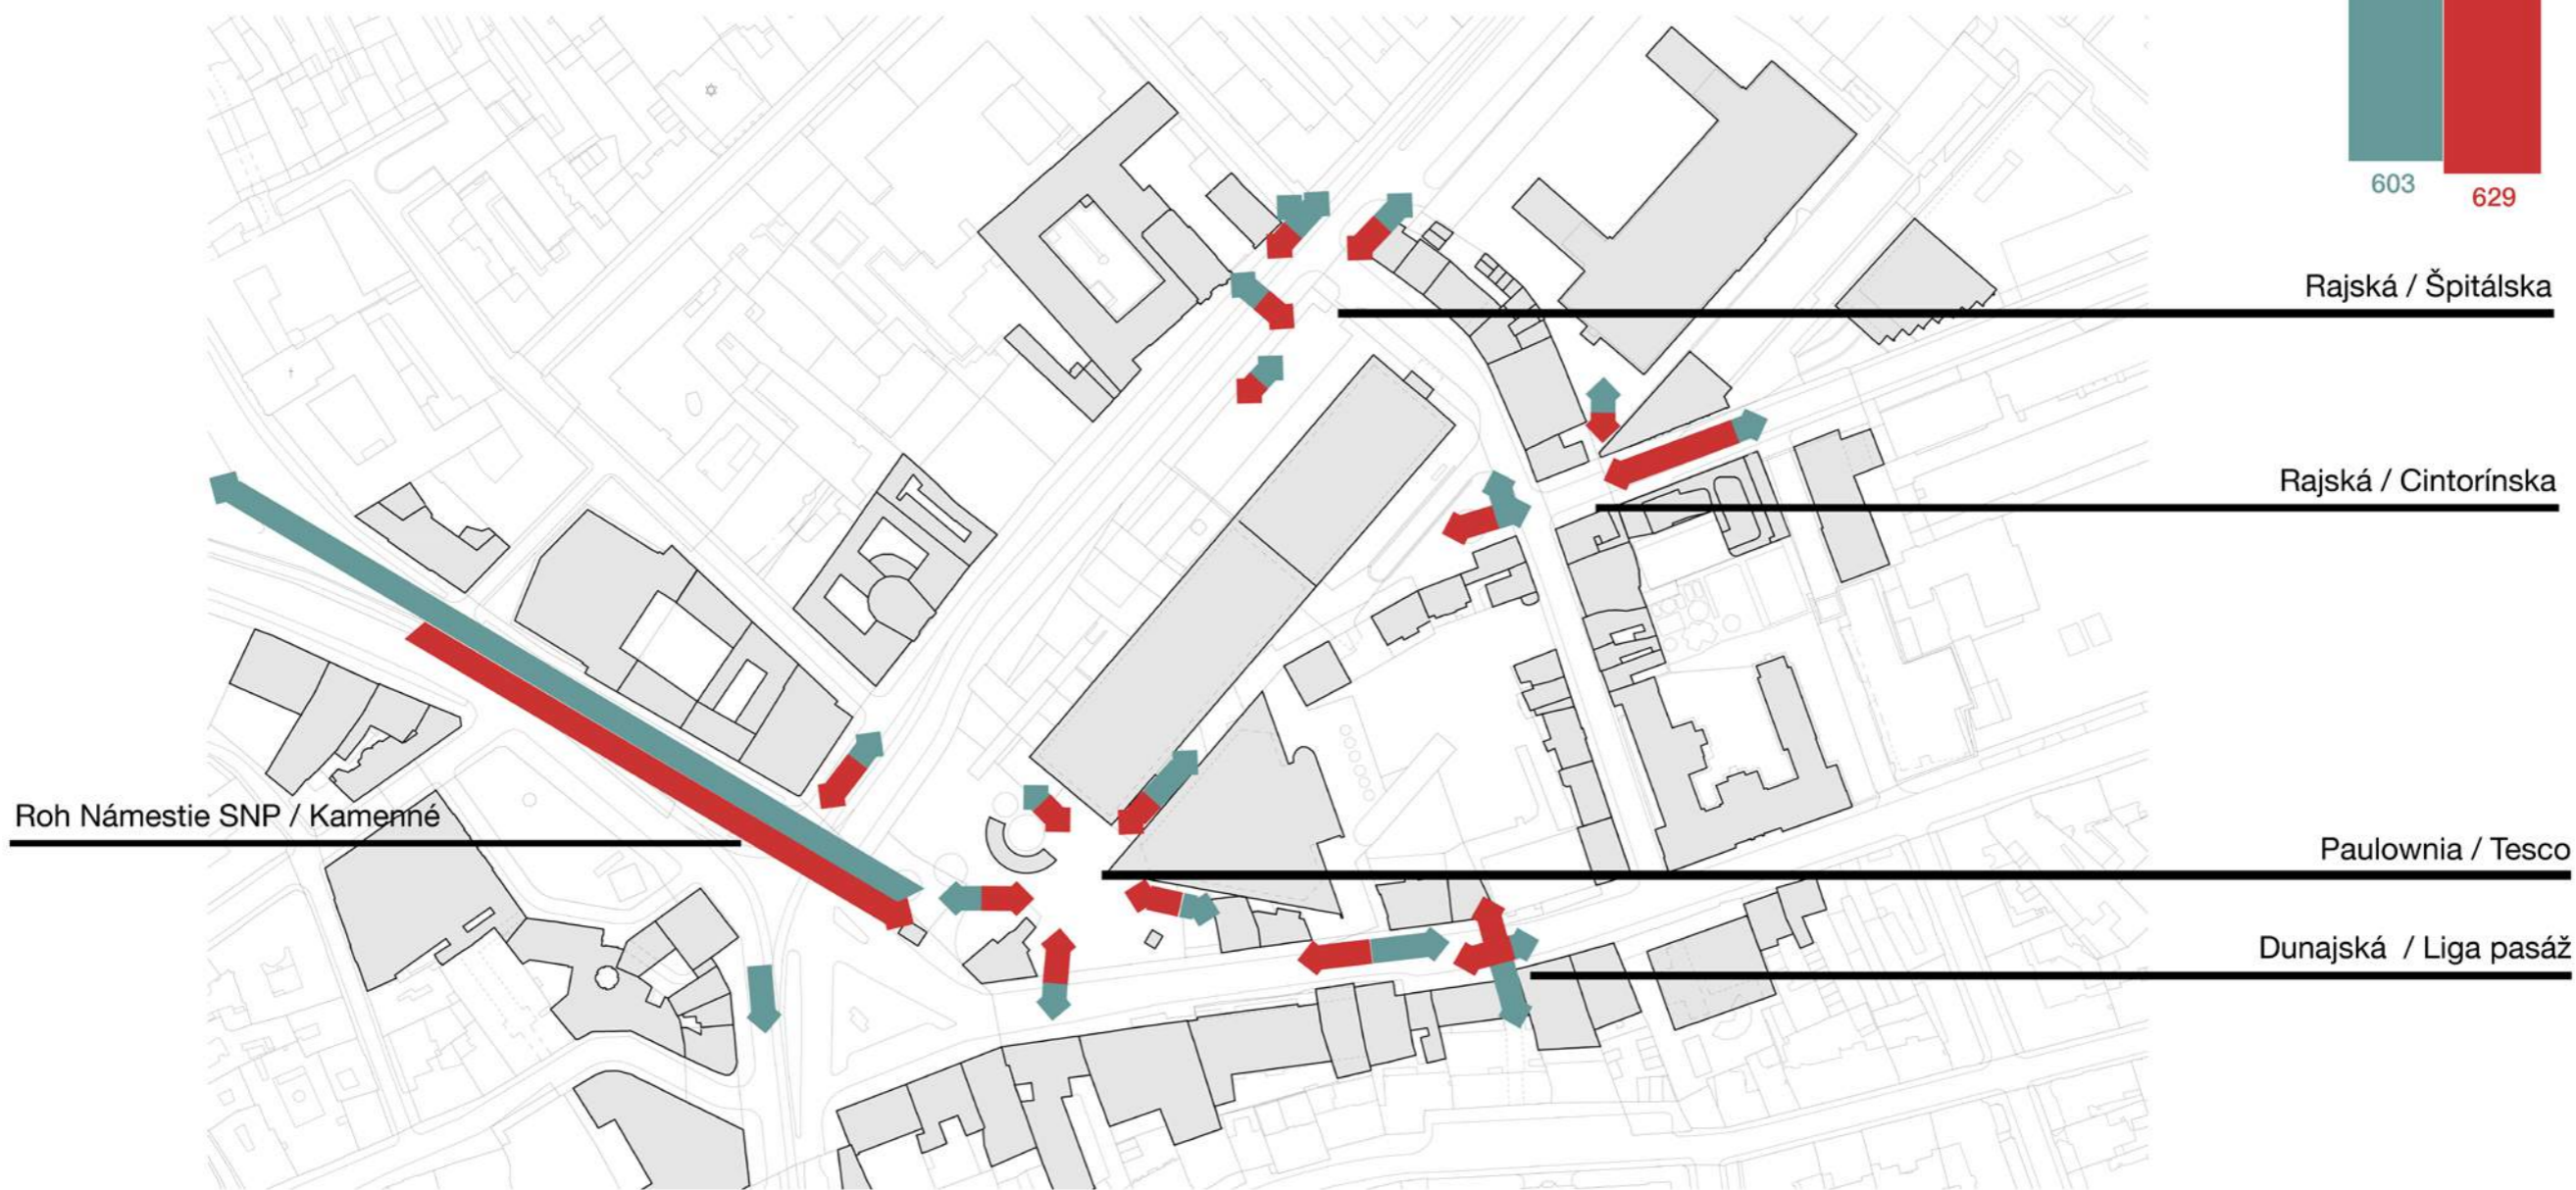 603
629
Rajská / Špitálska
Rajská / Cintorínska
Roh Námestie SNP / Kamenné
Paulownia / Tesco
Dunajská / Liga pasáž